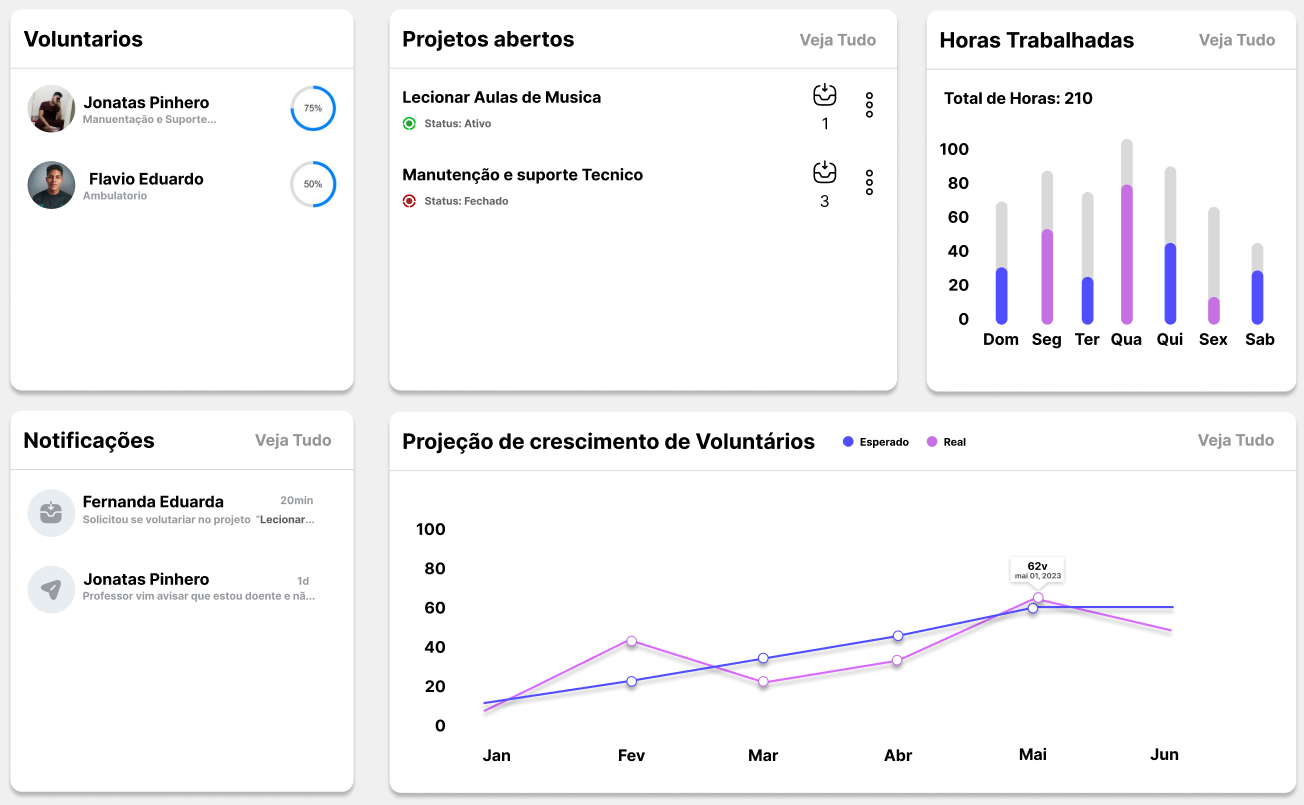 Voluntarios
Jonatas Pinhero
Manuentação e Suporte...
75%
Flavio Eduardo
Ambulatorio
50%
Projetos abertos
Veja Tudo
Lecionar Aulas de Musica
Status: Ativo
1
Manutenção e suporte Tecnico
Status: Fechado
3
Horas Trabalhadas
Veja Tudo
Total de Horas: 210
100
80
60
40
20
0
Dom Seg Ter Qua Qui Sex Sab
Notificações
Veja Tudo
Fernanda Eduarda
20min
Solicitou se volutariar no projeto “Lecionar...
Jonatas Pinhero
1d
Professor vim avisar que estou doente e nã...
Projeção de crescimento de Voluntários
Esperado
Real
Veja Tudo
100
80
60
40
20
0
62v
mai 01, 2023
Jan Fev Mar Abr Mai Jun